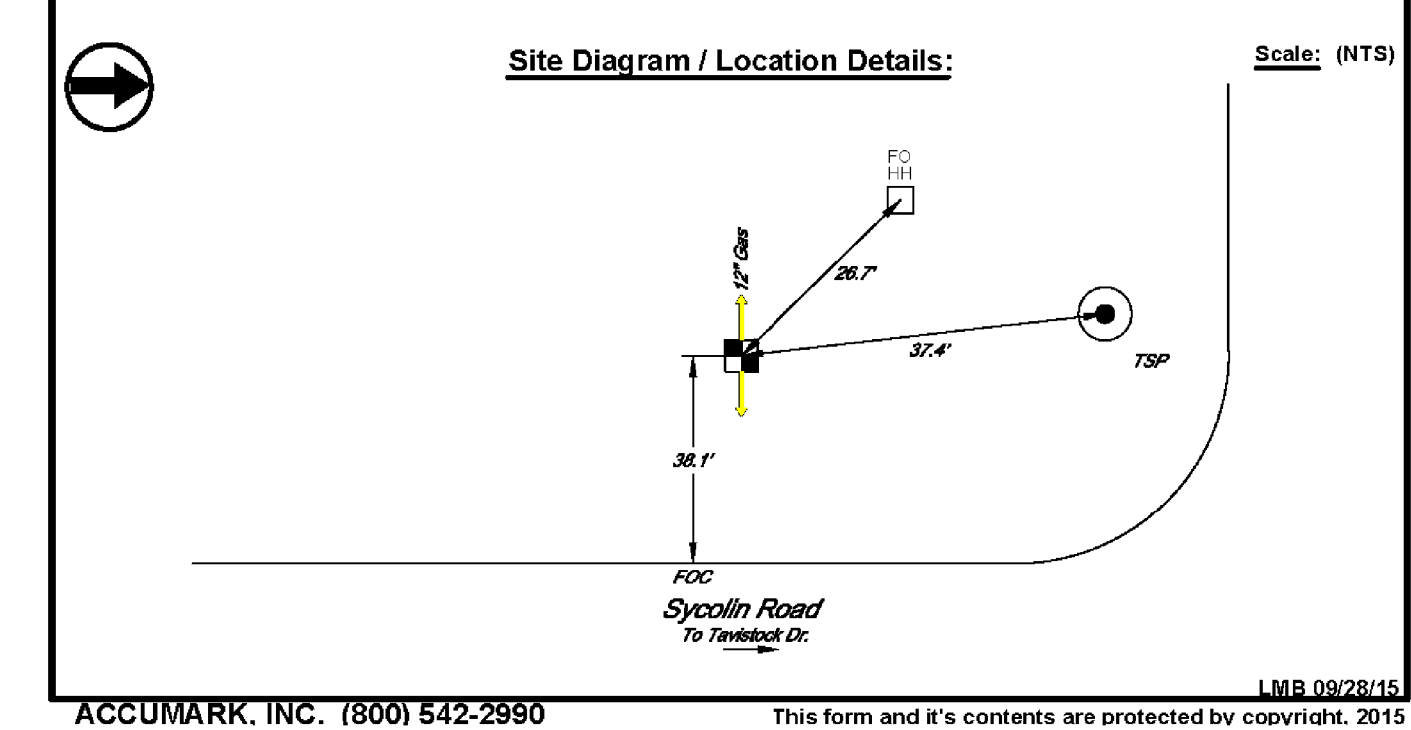 Site Diagram / Location Details:
Scale: (NTS)
FO
HH
12" Gas
26.7'
37.4'
TSP
38.1'
FOC
Sycolin Road
To Tavistock Dr.
LMB 09/28/15
ACCUMARK, INC. (800) 542-2990
This form and it's contents are protected by copyright, 2015